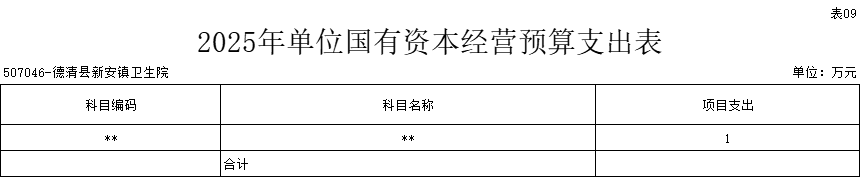 表09
2025年单位国有资本经营预算支出表
507046-德清县新安镇卫生院 单位：万元
科目编码 科目名称 项目支出
** ** 1
合计